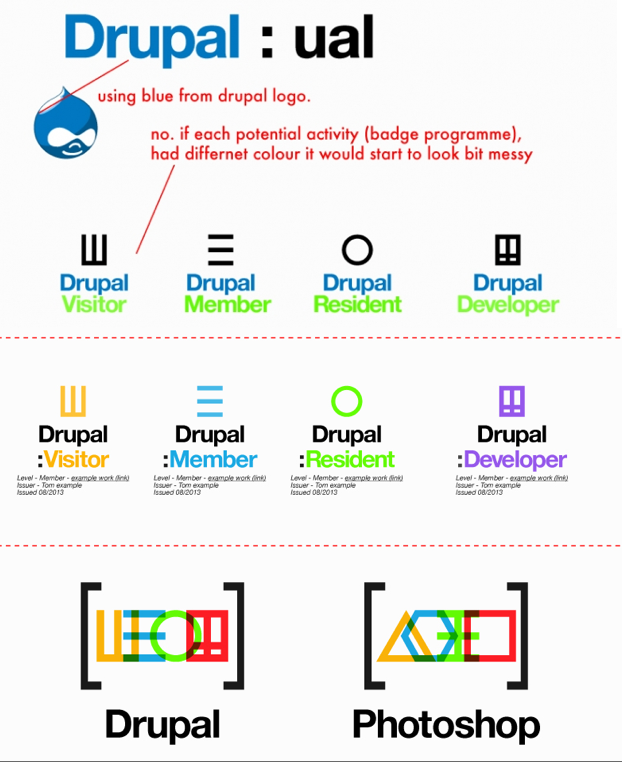 Drupal : ual
using blue from drupal logo.
no. if each potential activity (badge programme),
had differnet colour it would start to look bit messy
Drupal
Visitor
Drupal
Member
Drupal
Resident
Drupal
Developer
Drupal
:Visitor
Level - Member - example work (link)
Issuer - Tom example
Issued 08/2013
Drupal
:Member
Level - Member - example work (link)
Issuer - Tom example
Issued 08/2013
Drupal
:Resident
Level - Member - example work (link)
Issuer - Tom example
Issued 08/2013
Drupal
:Developer
Level - Member - example work (link)
Issuer - Tom example
Issued 08/2013
Drupal
Photoshop